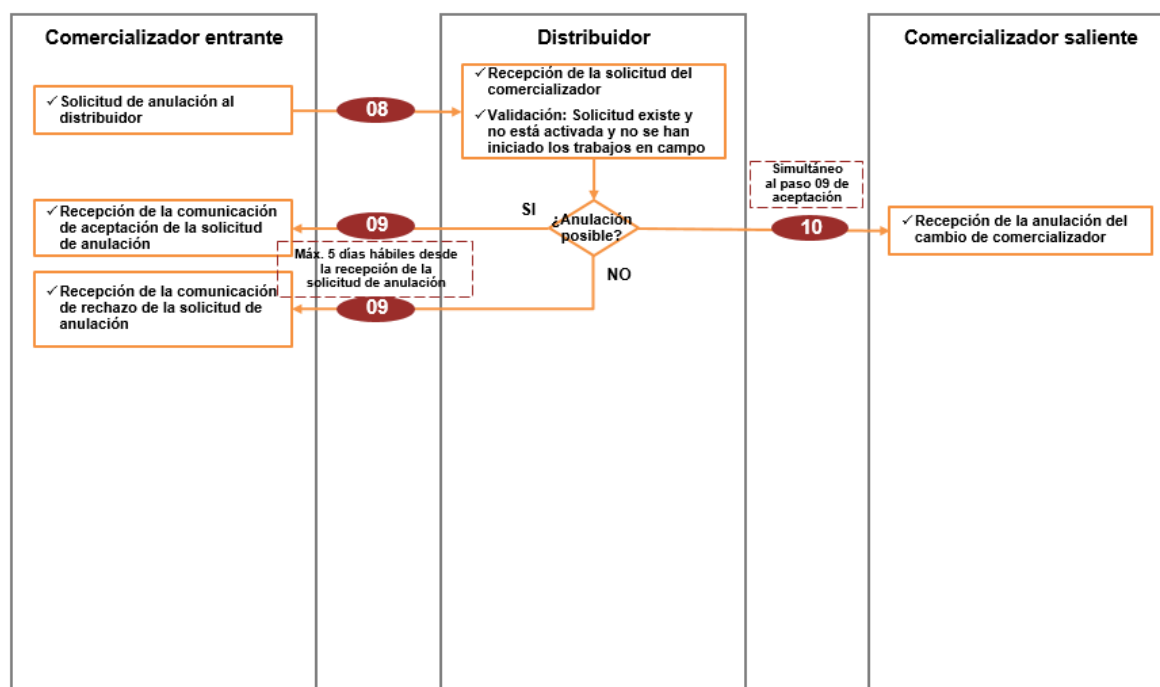 Comercializador entrante
Distribuidor
Comercializador saliente
✓ Solicitud de anulación al
distribuidor
08
✓ Recepción de la solicitud del
comercializador
✓ Validación: Solicitud existe y
no está activada y no se han
iniciado los trabajos en campo
Simultáneo
al paso 09 de
aceptación
✓ Recepción de la comunicación
de aceptación de la solicitud
de anulación
09
SI
¿Anulación
posible?
10
✓ Recepción de la anulación del
cambio de comercializador
Máx. 5 días hábiles desde
la recepción de la
solicitud de anulación
NO
✓ Recepción de la comunicación
de rechazo de la solicitud de
anulación
09